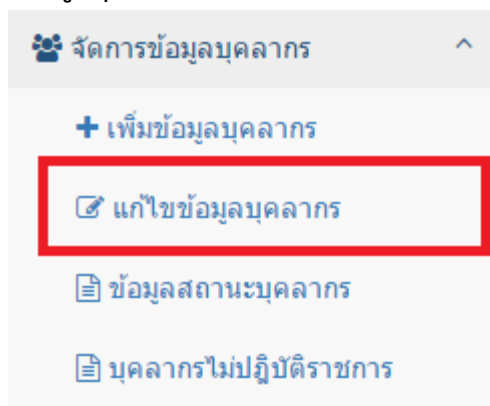 จัดการข้อมูลบุคลากร
เพิ่มข้อมูลบุคลากร
แก้ไขข้อมูลบุคลากร
ข้อมูลสถานะบุคลากร
บุคลากรไม่ปฏิบัติราชการ